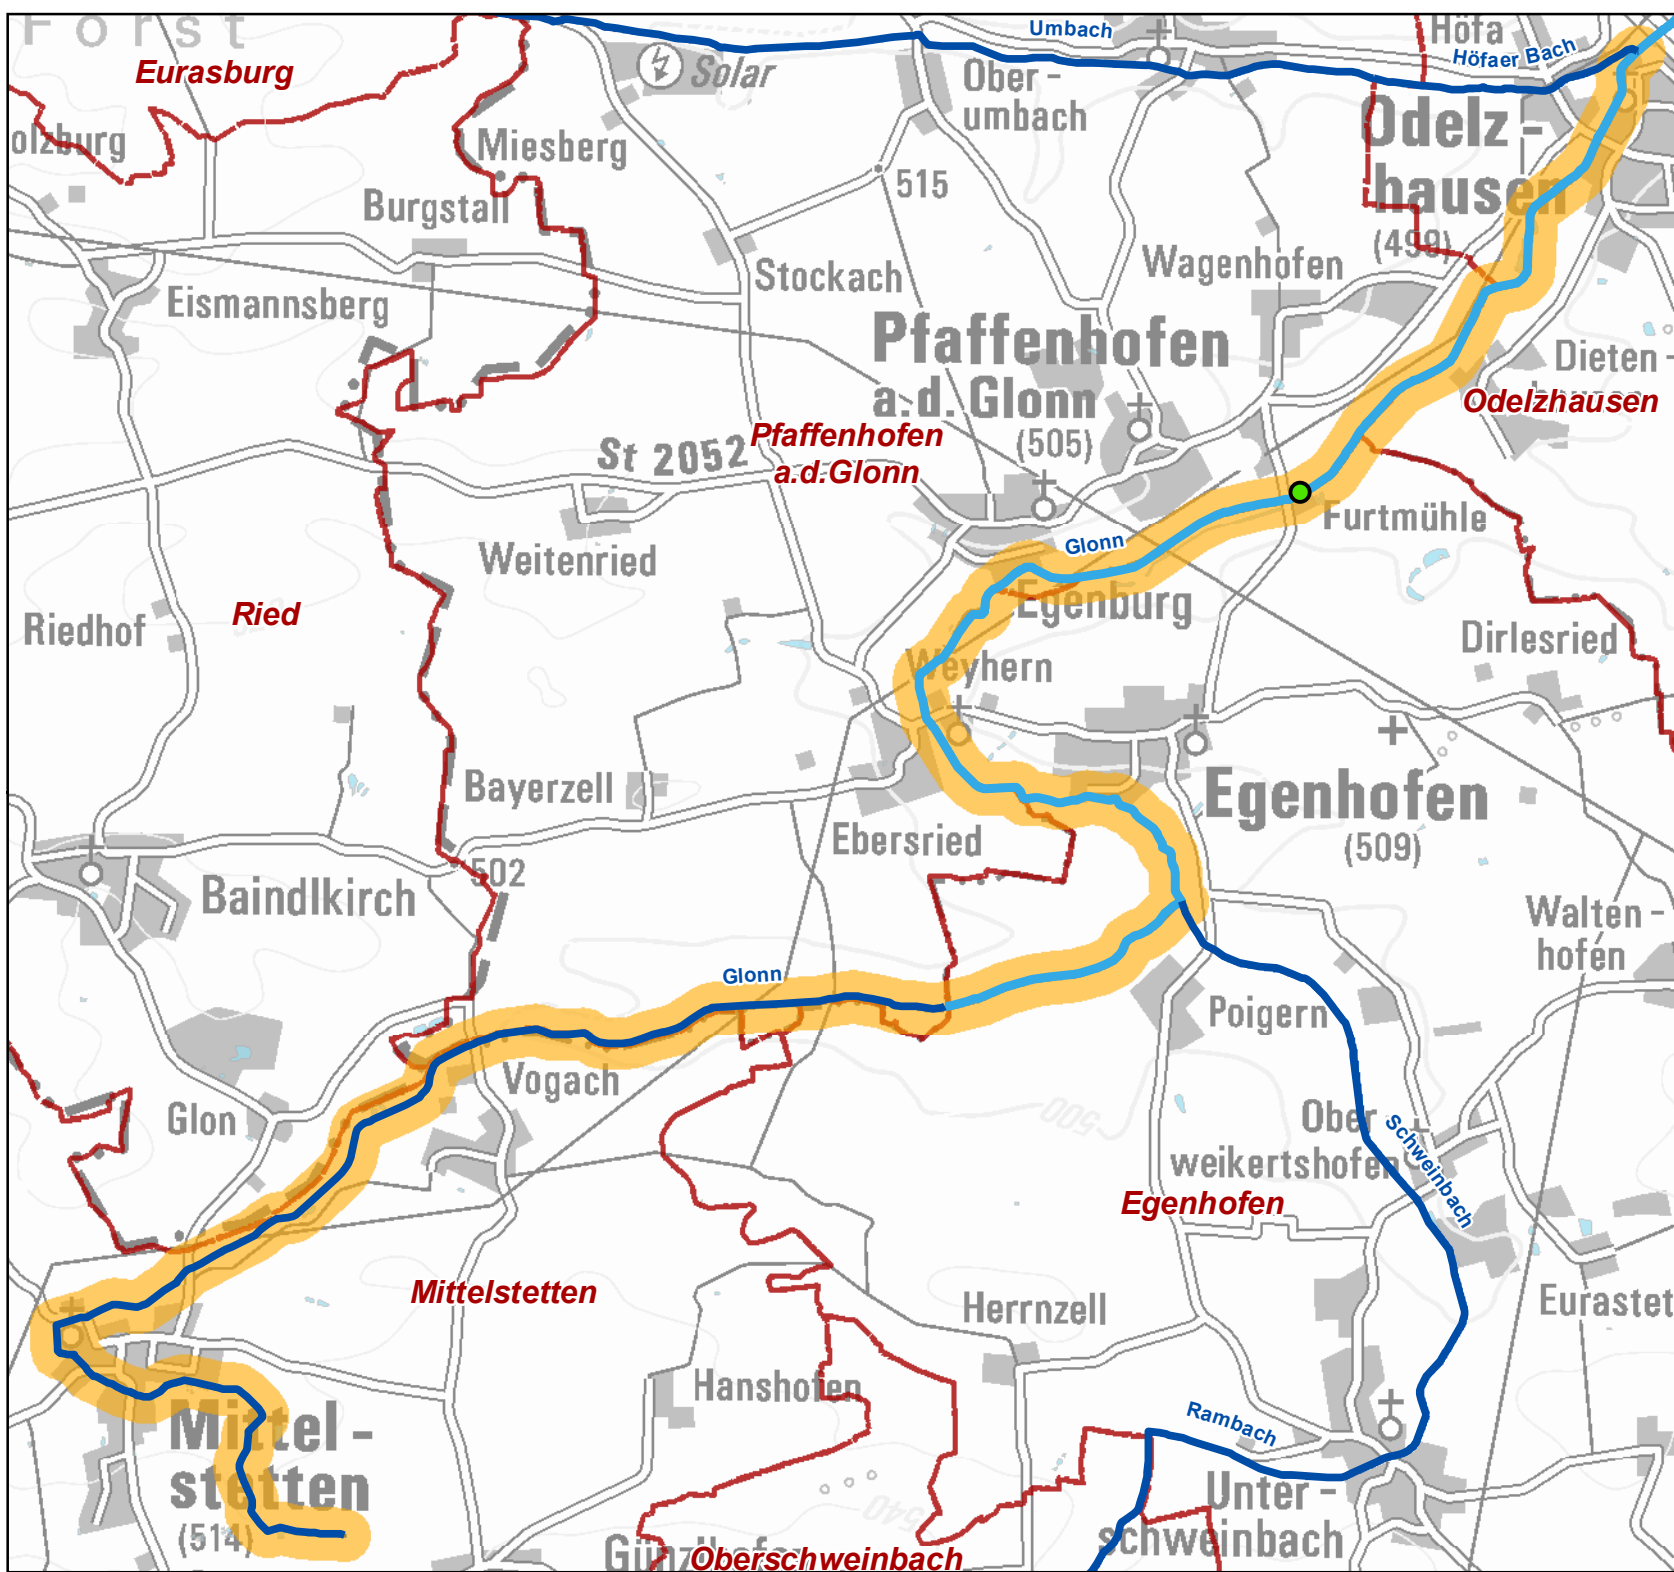 Forst
Umbach
Höfa
Höfaer Bach
Eurasburg
Solar
Ober-
umbach
Odelz-
hausen
(499)
olzburg
Miesberg
515
Burgstall
Wagenhofen
Stockach
Eismannsberg
Pfaffenhofen
a.d. Glonn
(505)
Dieten-
Odelzhausen
St 2052
Pfaffenhofen
a.d.Glonn
Furtmühle
Glonn
Weitenried
Egenburg
Ried
Riedhof
Dirlesried
Weyhern
Bayerzell
Egenhofen
(509)
Ebersried
502
Baindlkirch
Walten-
hofen
Glonn
Poigern
Vogach
Glon
500
Ober
weikertshofen
Schweinbach
Egenhofen
Mittelstetten
Herrnzell
Eurastet
Hanshofen
Rambach
Mittel-
stetten
(514)
Unter-
schweinbach
540
Oberschweinbach